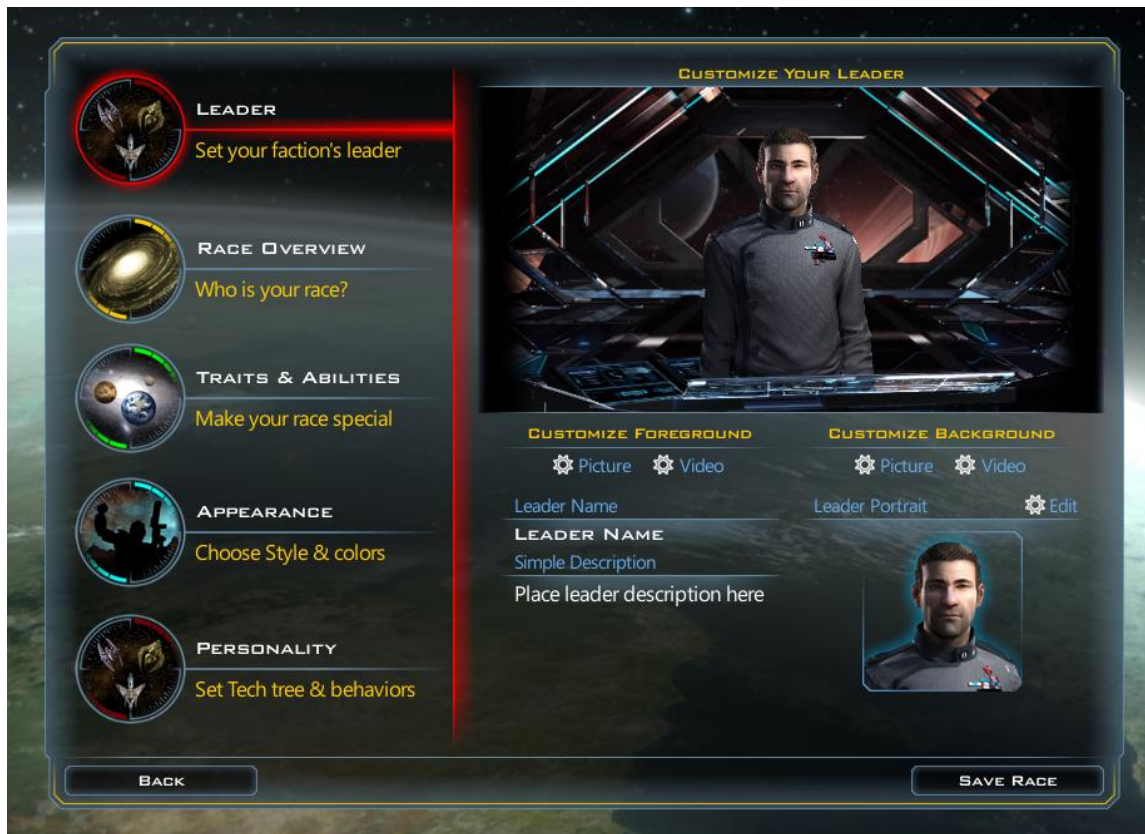 LEADER
Set your faction's leader
RACE OVERVIEW
Who is your race?
TRAITS & ABILITIES
Make your race special
APPEARANCE
Choose Style & colors
PERSONALITY
Set Tech tree & behaviors
CUSTOMIZE YOUR LEADER
CUSTOMIZE FOREGROUND
Picture Video
CUSTOMIZE BACKGROUND
Picture Video
Leader Name
LEADER NAME
Simple Description
Place leader description here
Leader Portrait Edit
BACK
SAVE RACE